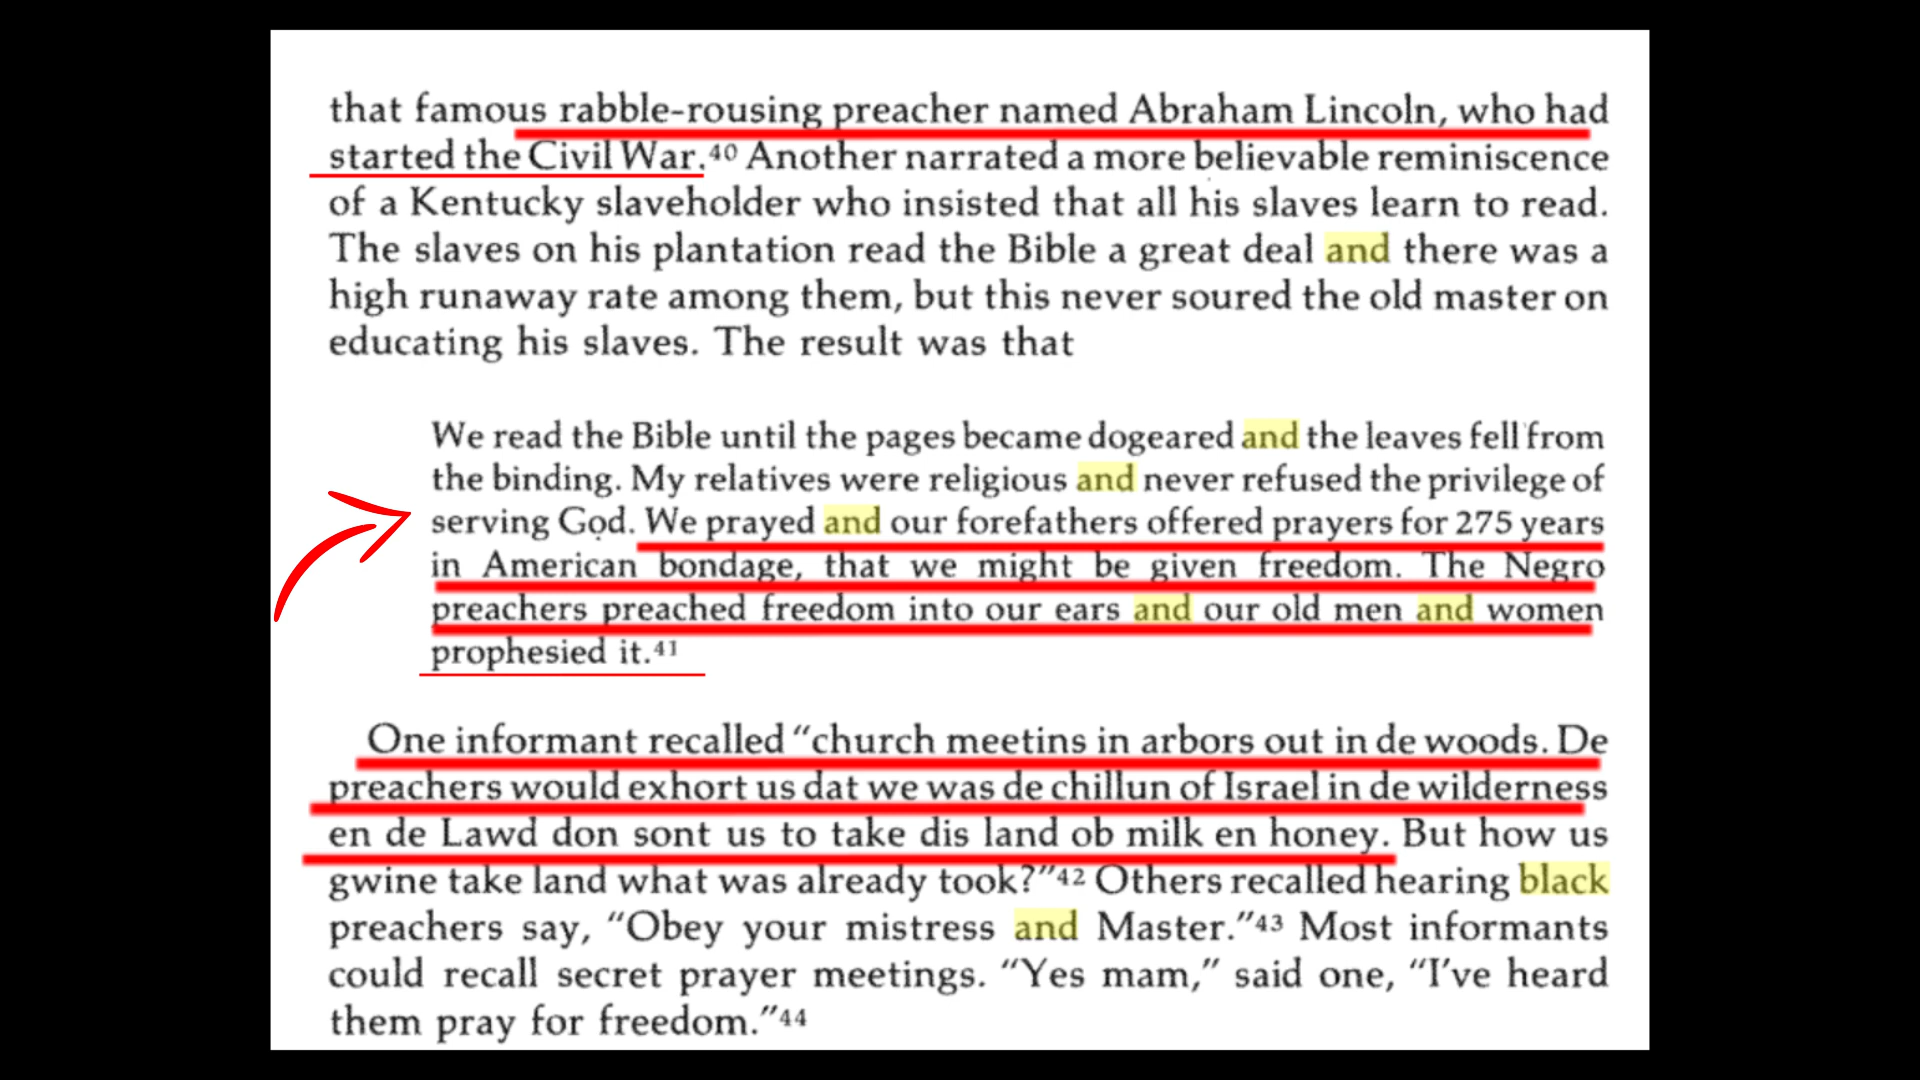 that famous rabble-rousing preacher named Abraham Lincoln, who had
started the Civil War.⁴⁰ Another narrated a more believable reminiscence
of a Kentucky slaveholder who insisted that all his slaves learn to read.
The slaves on his plantation read the Bible a great deal and there was a
high runaway rate among them, but this never soured the old master on
educating his slaves. The result was that
We read the Bible until the pages became dogeared and the leaves fell from
the binding. My relatives were religious and never refused the privilege of
serving God. We prayed and our forefathers offered prayers for 275 years
in American bondage, that we might be given freedom. The Negro
preachers preached freedom into our ears and our old men and women
prophesied it.⁴¹
One informant recalled “church meetins in arbors out in de woods. De
preachers would exhort us dat we was de chillun of Israel in de wilderness
en de Lawd don sont us to take dis land ob milk en honey. But how us
gwine take land what was already took?”⁴² Others recalled hearing black
preachers say, “Obey your mistress and Master.”⁴³ Most informants
could recall secret prayer meetings. “Yes mam,” said one, “I’ve heard
them pray for freedom.”⁴⁴